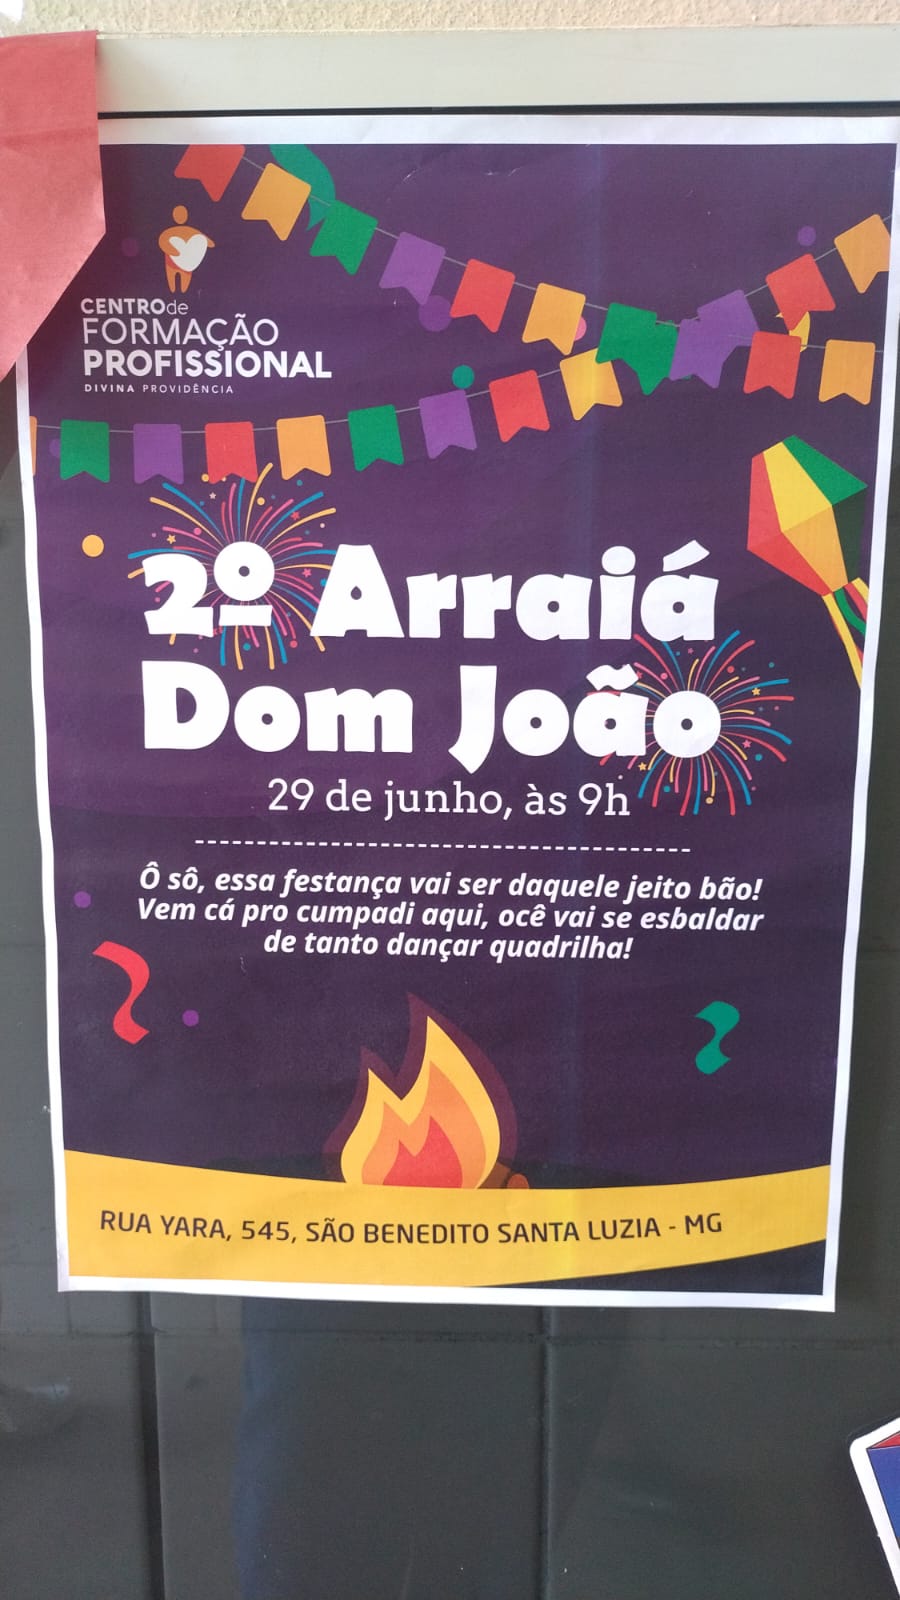 CENTROde
FORMAÇÃO
PROFISSIONAL
DIVINA PROVIDÊNCIA
2º Arraiá
Dom João
29 de junho, às 9h
Ô sô, essa festança vai ser daquele jeito bão!
Vem cá pro cumpadi aqui, ocê vai se esbaldar
de tanto dançar quadrilha!
RUA YARA, 545, SÃO BENEDITO SANTA LUZIA - MG